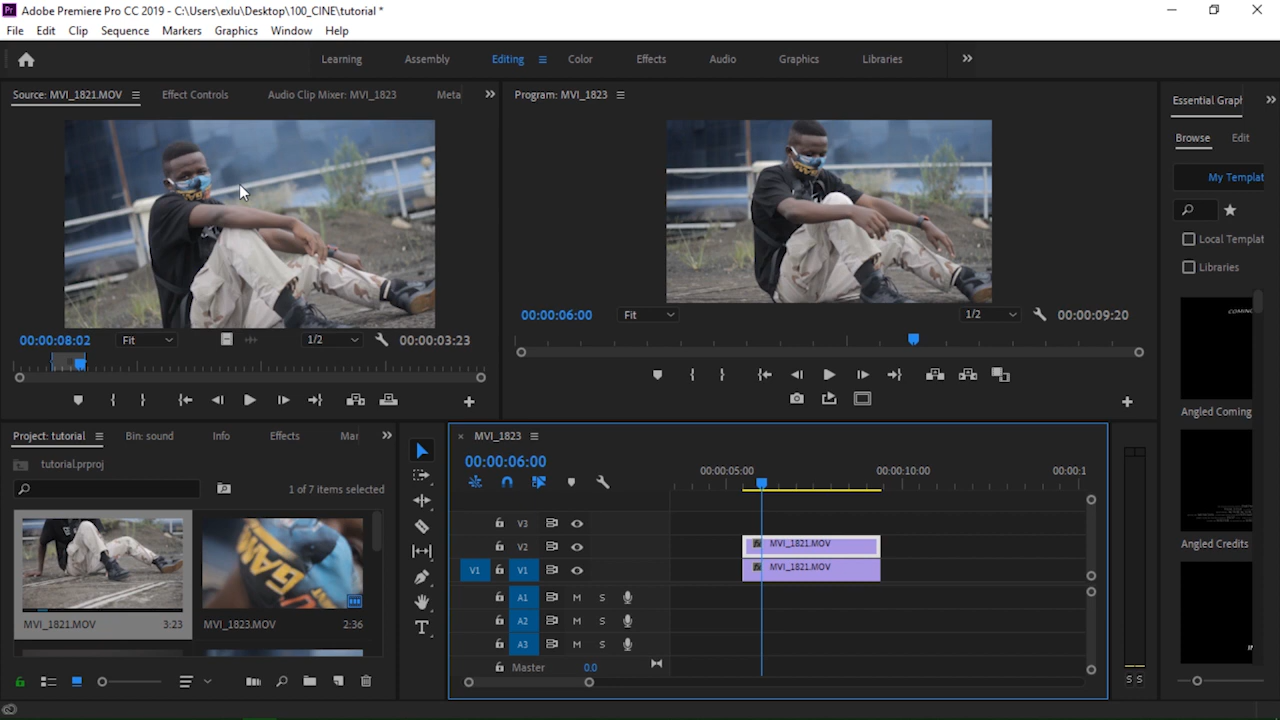 Pr Adobe Premiere Pro CC 2019 - C:\Users\exlu\Desktop\100_CINE\tutorial *
File Edit Clip Sequence Markers Graphics Window Help
Learning Assembly Editing Color Effects Audio Graphics Libraries
Source: MVI_1821.MOV Effect Controls Audio Clip Mixer: MVI_1823 Meta
Program: MVI_1823
Essential Graph
Browse Edit
My Templat
Local Templat
Libraries
00:00:08:02 Fit 1/2 00:00:03:23
00:00:06:00 Fit 1/2 00:00:09:20
COMING
Angled Coming
Angled Credits
Project: tutorial Bin: sound Info Effects Mar
tutorial.prproj
1 of 7 items selected
GAM
MVI_1821.MOV 3:23
MVI_1823.MOV 2:36
T
MVI_1823
00:00:06:00
00:00:05:00 00:00:10:00 00:00:1
V3
V2 MVI_1821.MOV
V1 V1 MVI_1821.MOV
A1 M S
A2 M S
A3 M S
Master 0.0
S S